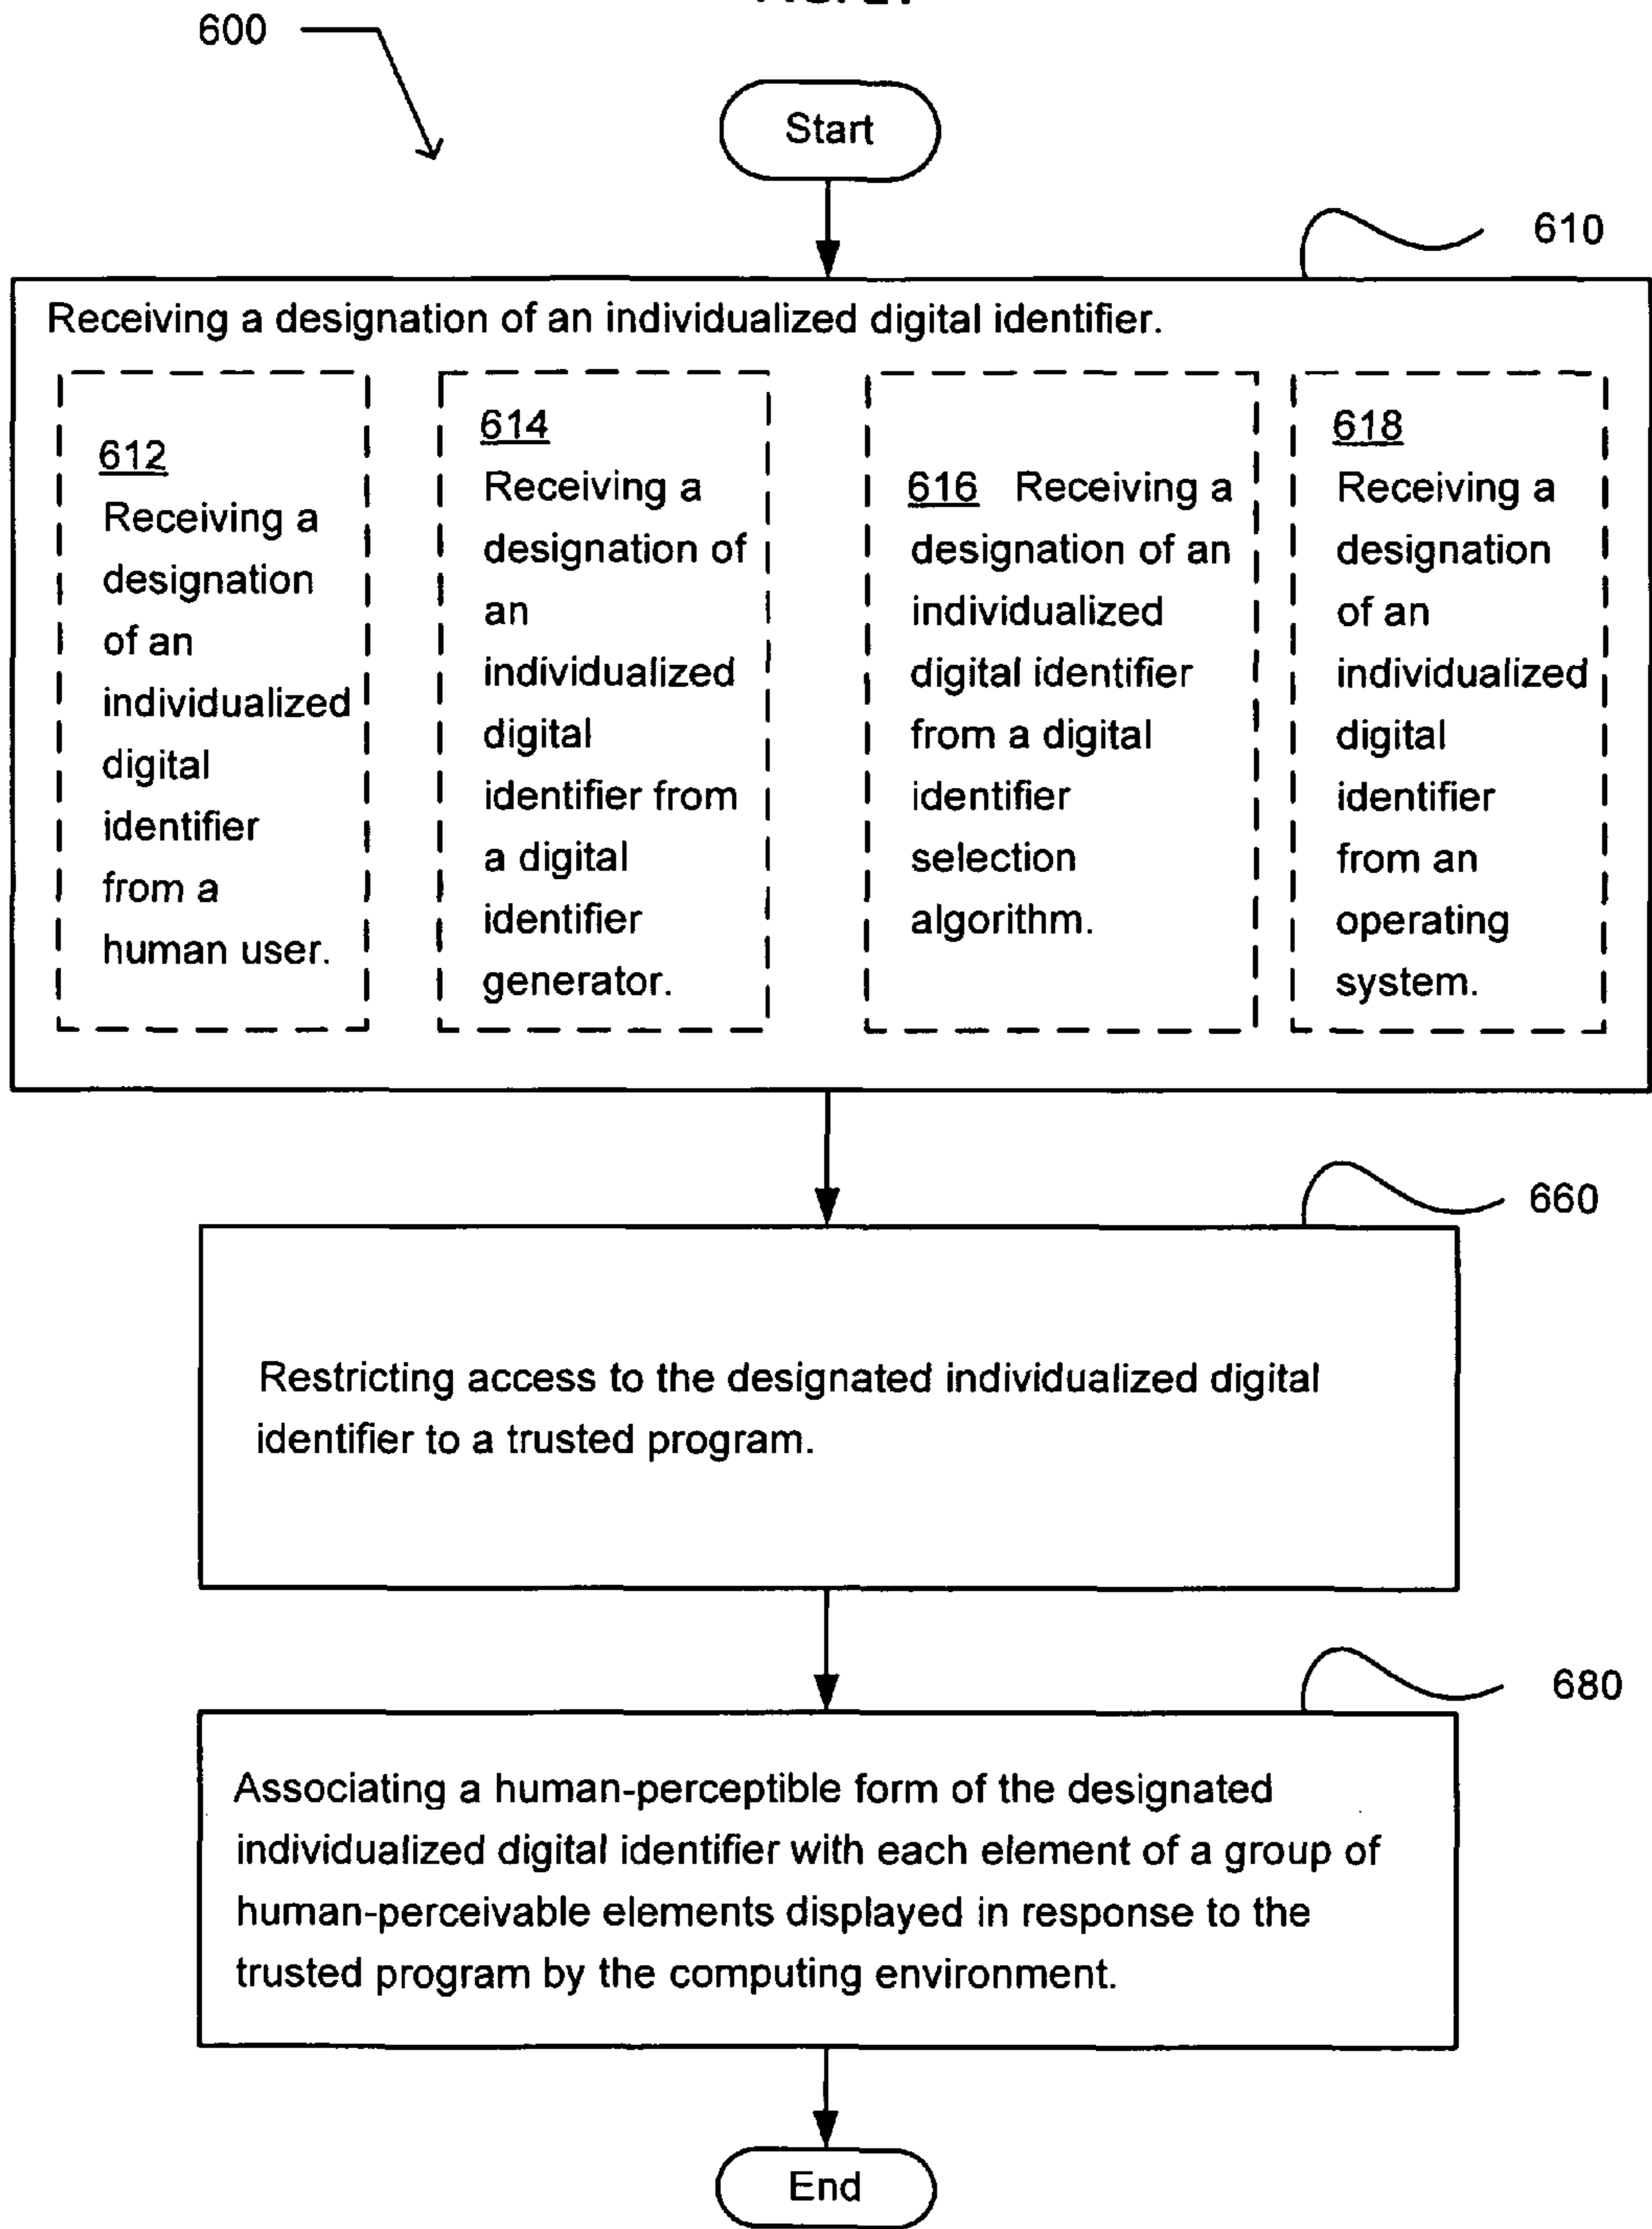 600
Start
610
Receiving a designation of an individualized digital identifier.
612
Receiving a
designation
of an
individualized
digital
identifier
from a
human user.
614
Receiving a
designation of
an
individualized
digital
identifier from
a digital
identifier
generator.
616 Receiving a
designation of an
individualized
digital identifier
from a digital
identifier
selection
algorithm.
618
Receiving a
designation
of an
individualized
digital
identifier
from an
operating
system.
660
Restricting access to the designated individualized digital
identifier to a trusted program.
680
Associating a human-perceptible form of the designated
individualized digital identifier with each element of a group of
human-perceivable elements displayed in response to the
trusted program by the computing environment.
End